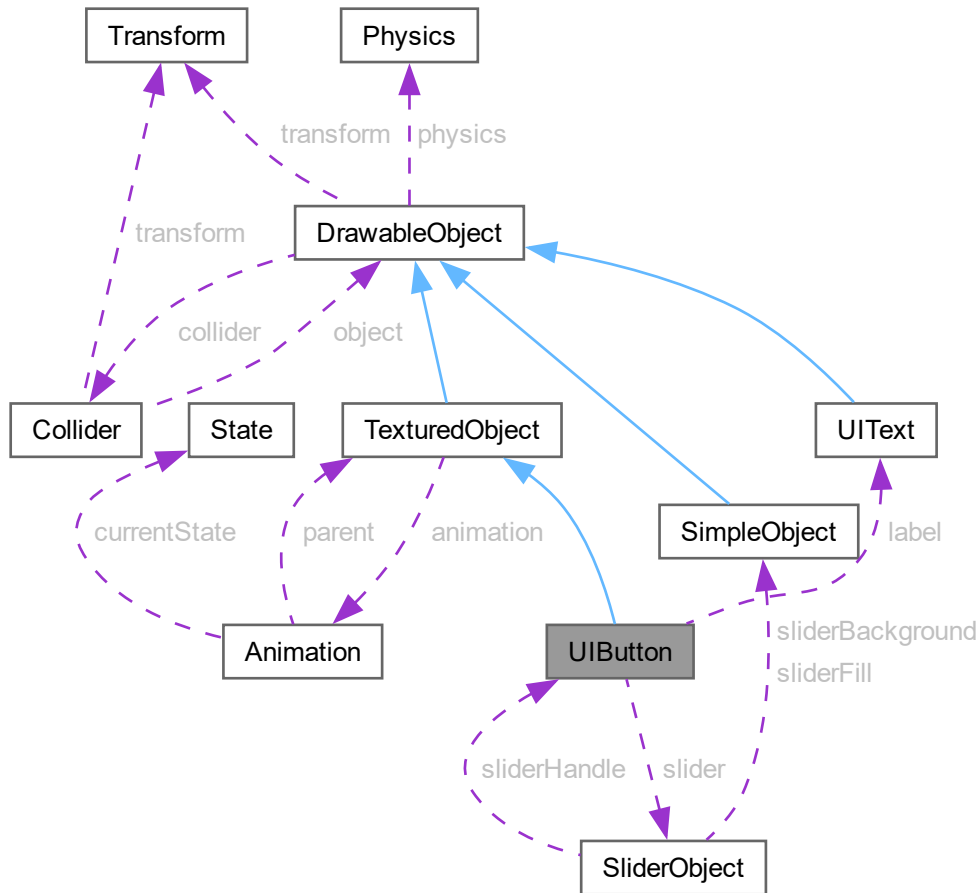 Transform
Physics
transform
physics
DrawableObject
transform
collider
object
Collider
State
TexturedObject
UIText
currentState
parent
animation
SimpleObject
label
Animation
UIButton
sliderBackground
sliderFill
sliderHandle
slider
SliderObject